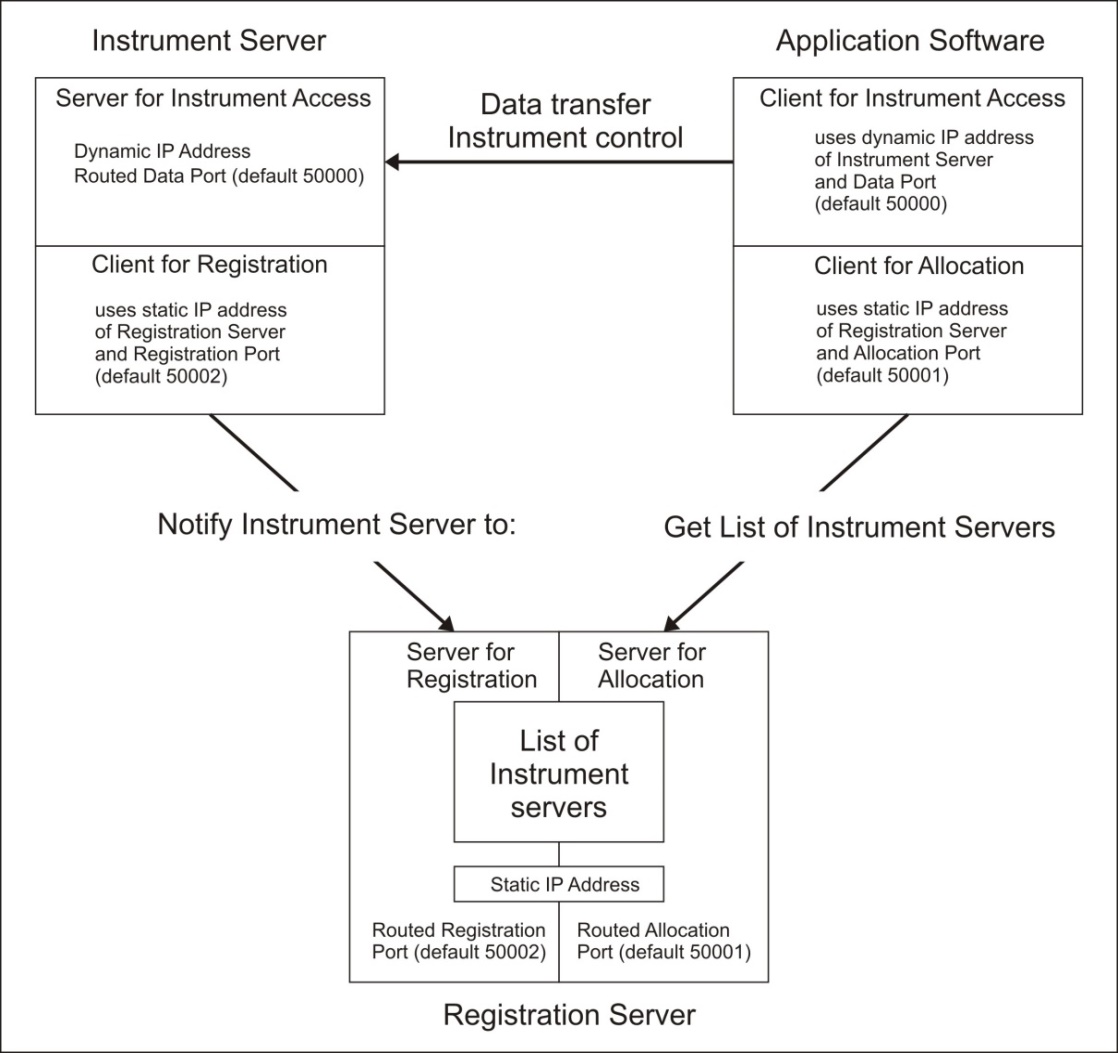 Instrument Server
Application Software
Server for Instrument Access
Dynamic IP Address
Routed Data Port (default 50000)
Data transfer
Instrument control
Client for Instrument Access
uses dynamic IP address
of Instrument Server
and Data Port
(default 50000)
Client for Registration
uses static IP address
of Registration Server
and Registration Port
(default 50002)
Client for Allocation
uses static IP address
of Registration Server
and Allocation Port
(default 50001)
Notify Instrument Server to:
Get List of Instrument Servers
Server for
Registration
Server for
Allocation
List of
Instrument
servers
Static IP Address
Routed Registration
Port (default 50002)
Routed Allocation
Port (default 50001)
Registration Server